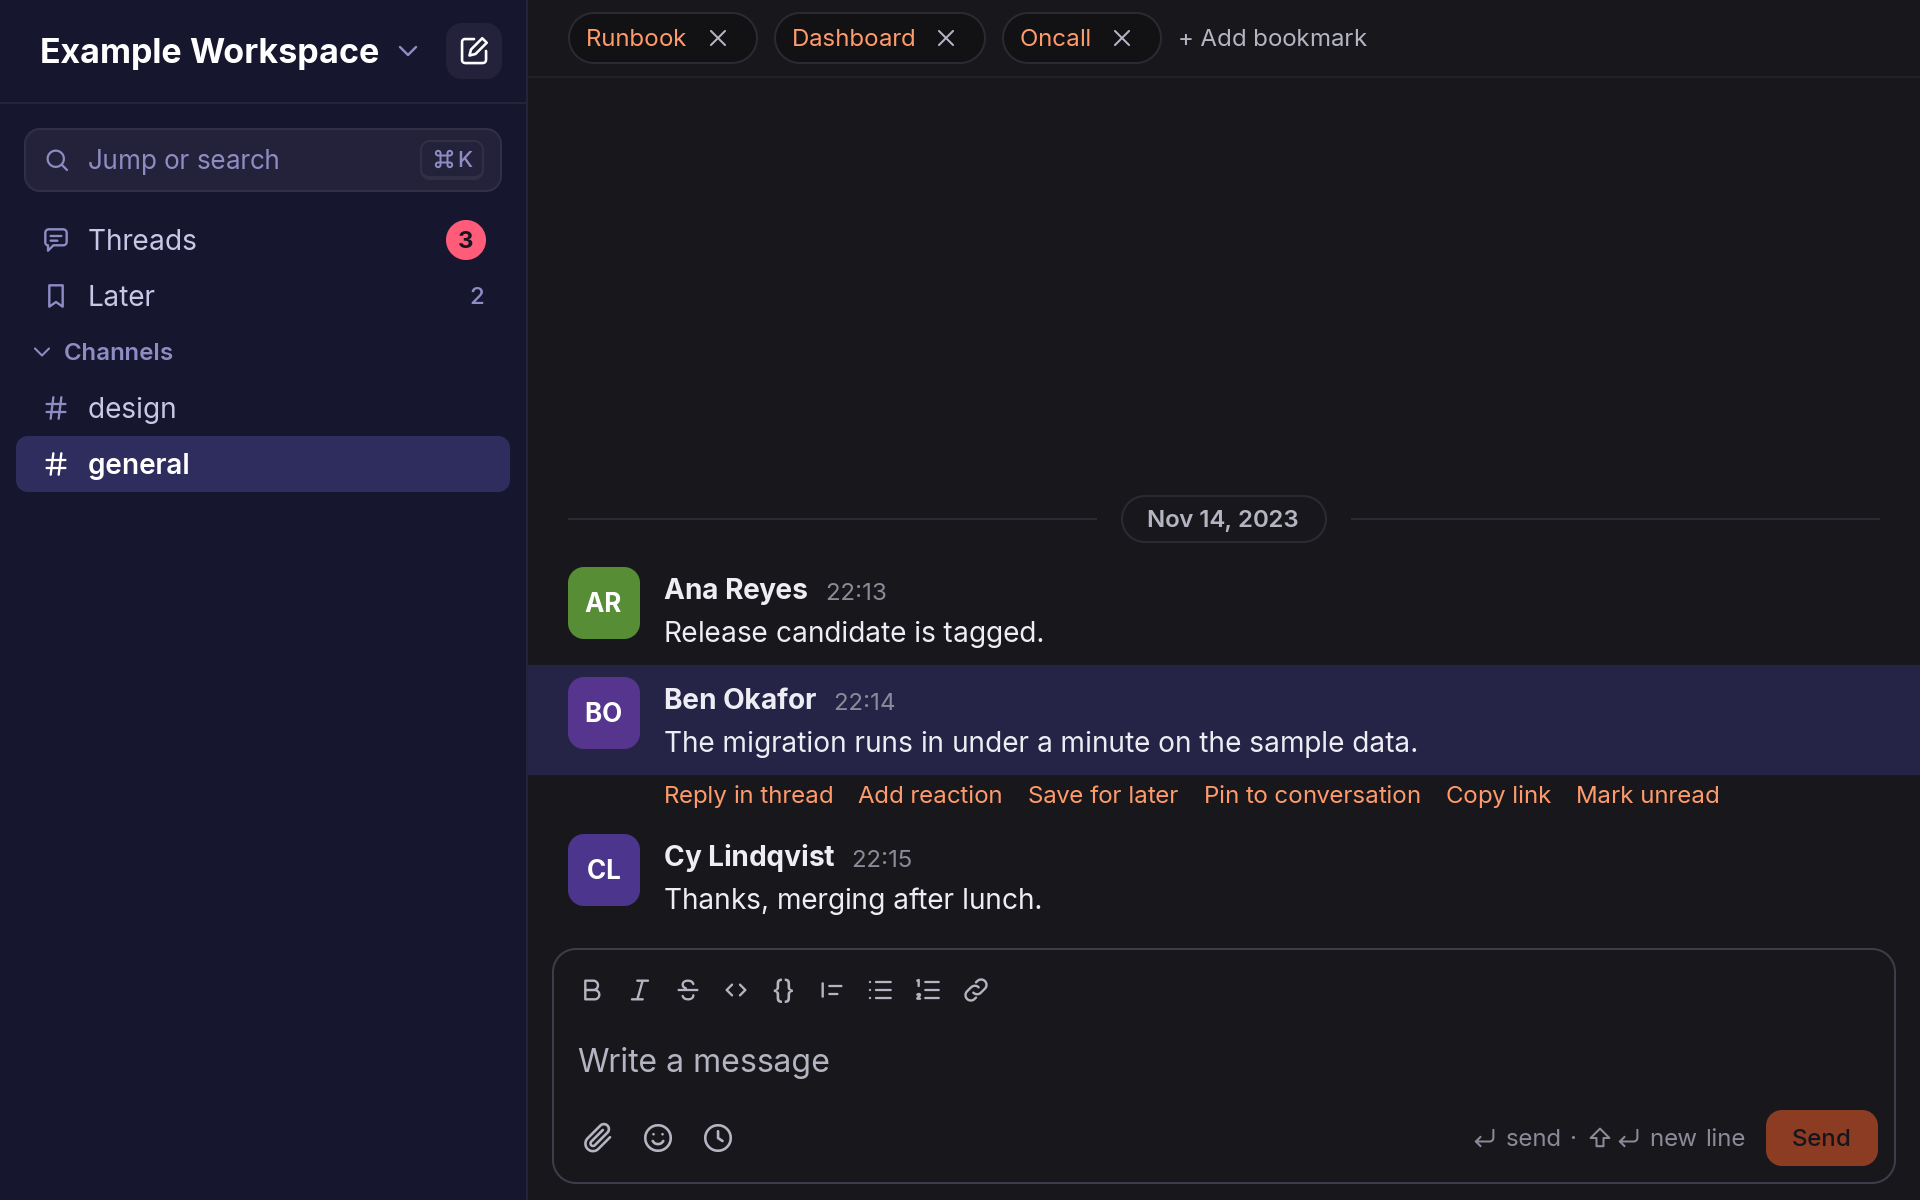 Example Workspace
Jump or search ⌘K
Threads 3
Later 2
Channels
# design
# general
Runbook Dashboard Oncall + Add bookmark
Nov 14, 2023
AR Ana Reyes 22:13
Release candidate is tagged.
BO Ben Okafor 22:14
The migration runs in under a minute on the sample data.
Reply in thread Add reaction Save for later Pin to conversation Copy link Mark unread
CL Cy Lindqvist 22:15
Thanks, merging after lunch.
Write a message
send · new line Send